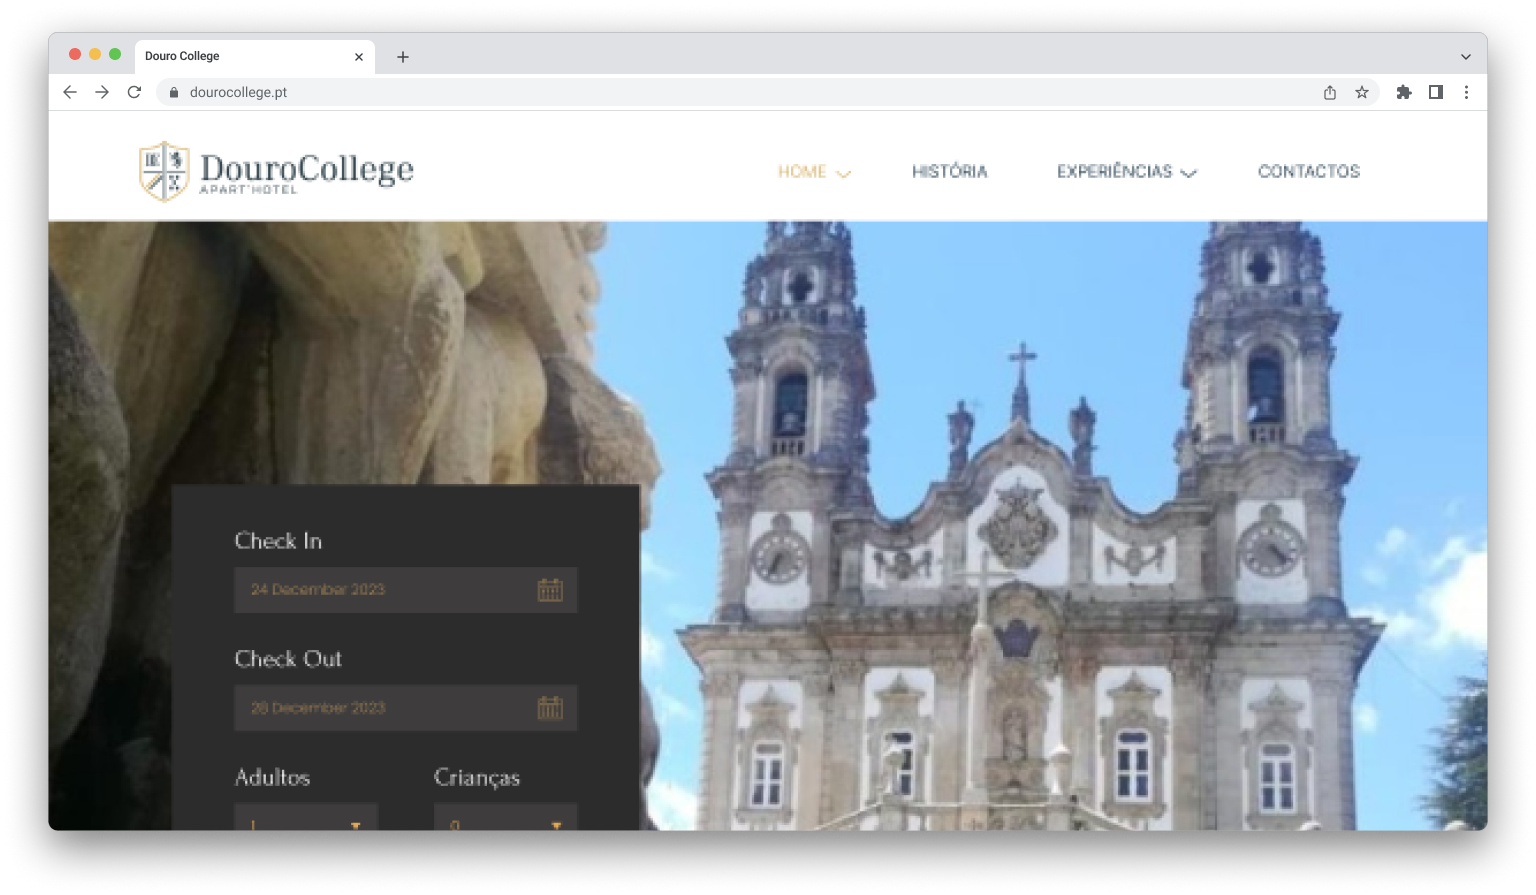 Douro College
dourocollege.pt
DouroCollege
APART'HOTEL
HOME
HISTÓRIA
EXPERIÊNCIAS
CONTACTOS
Check In
24 December 2023
Check Out
28 December 2023
Adultos
Crianças
1
0